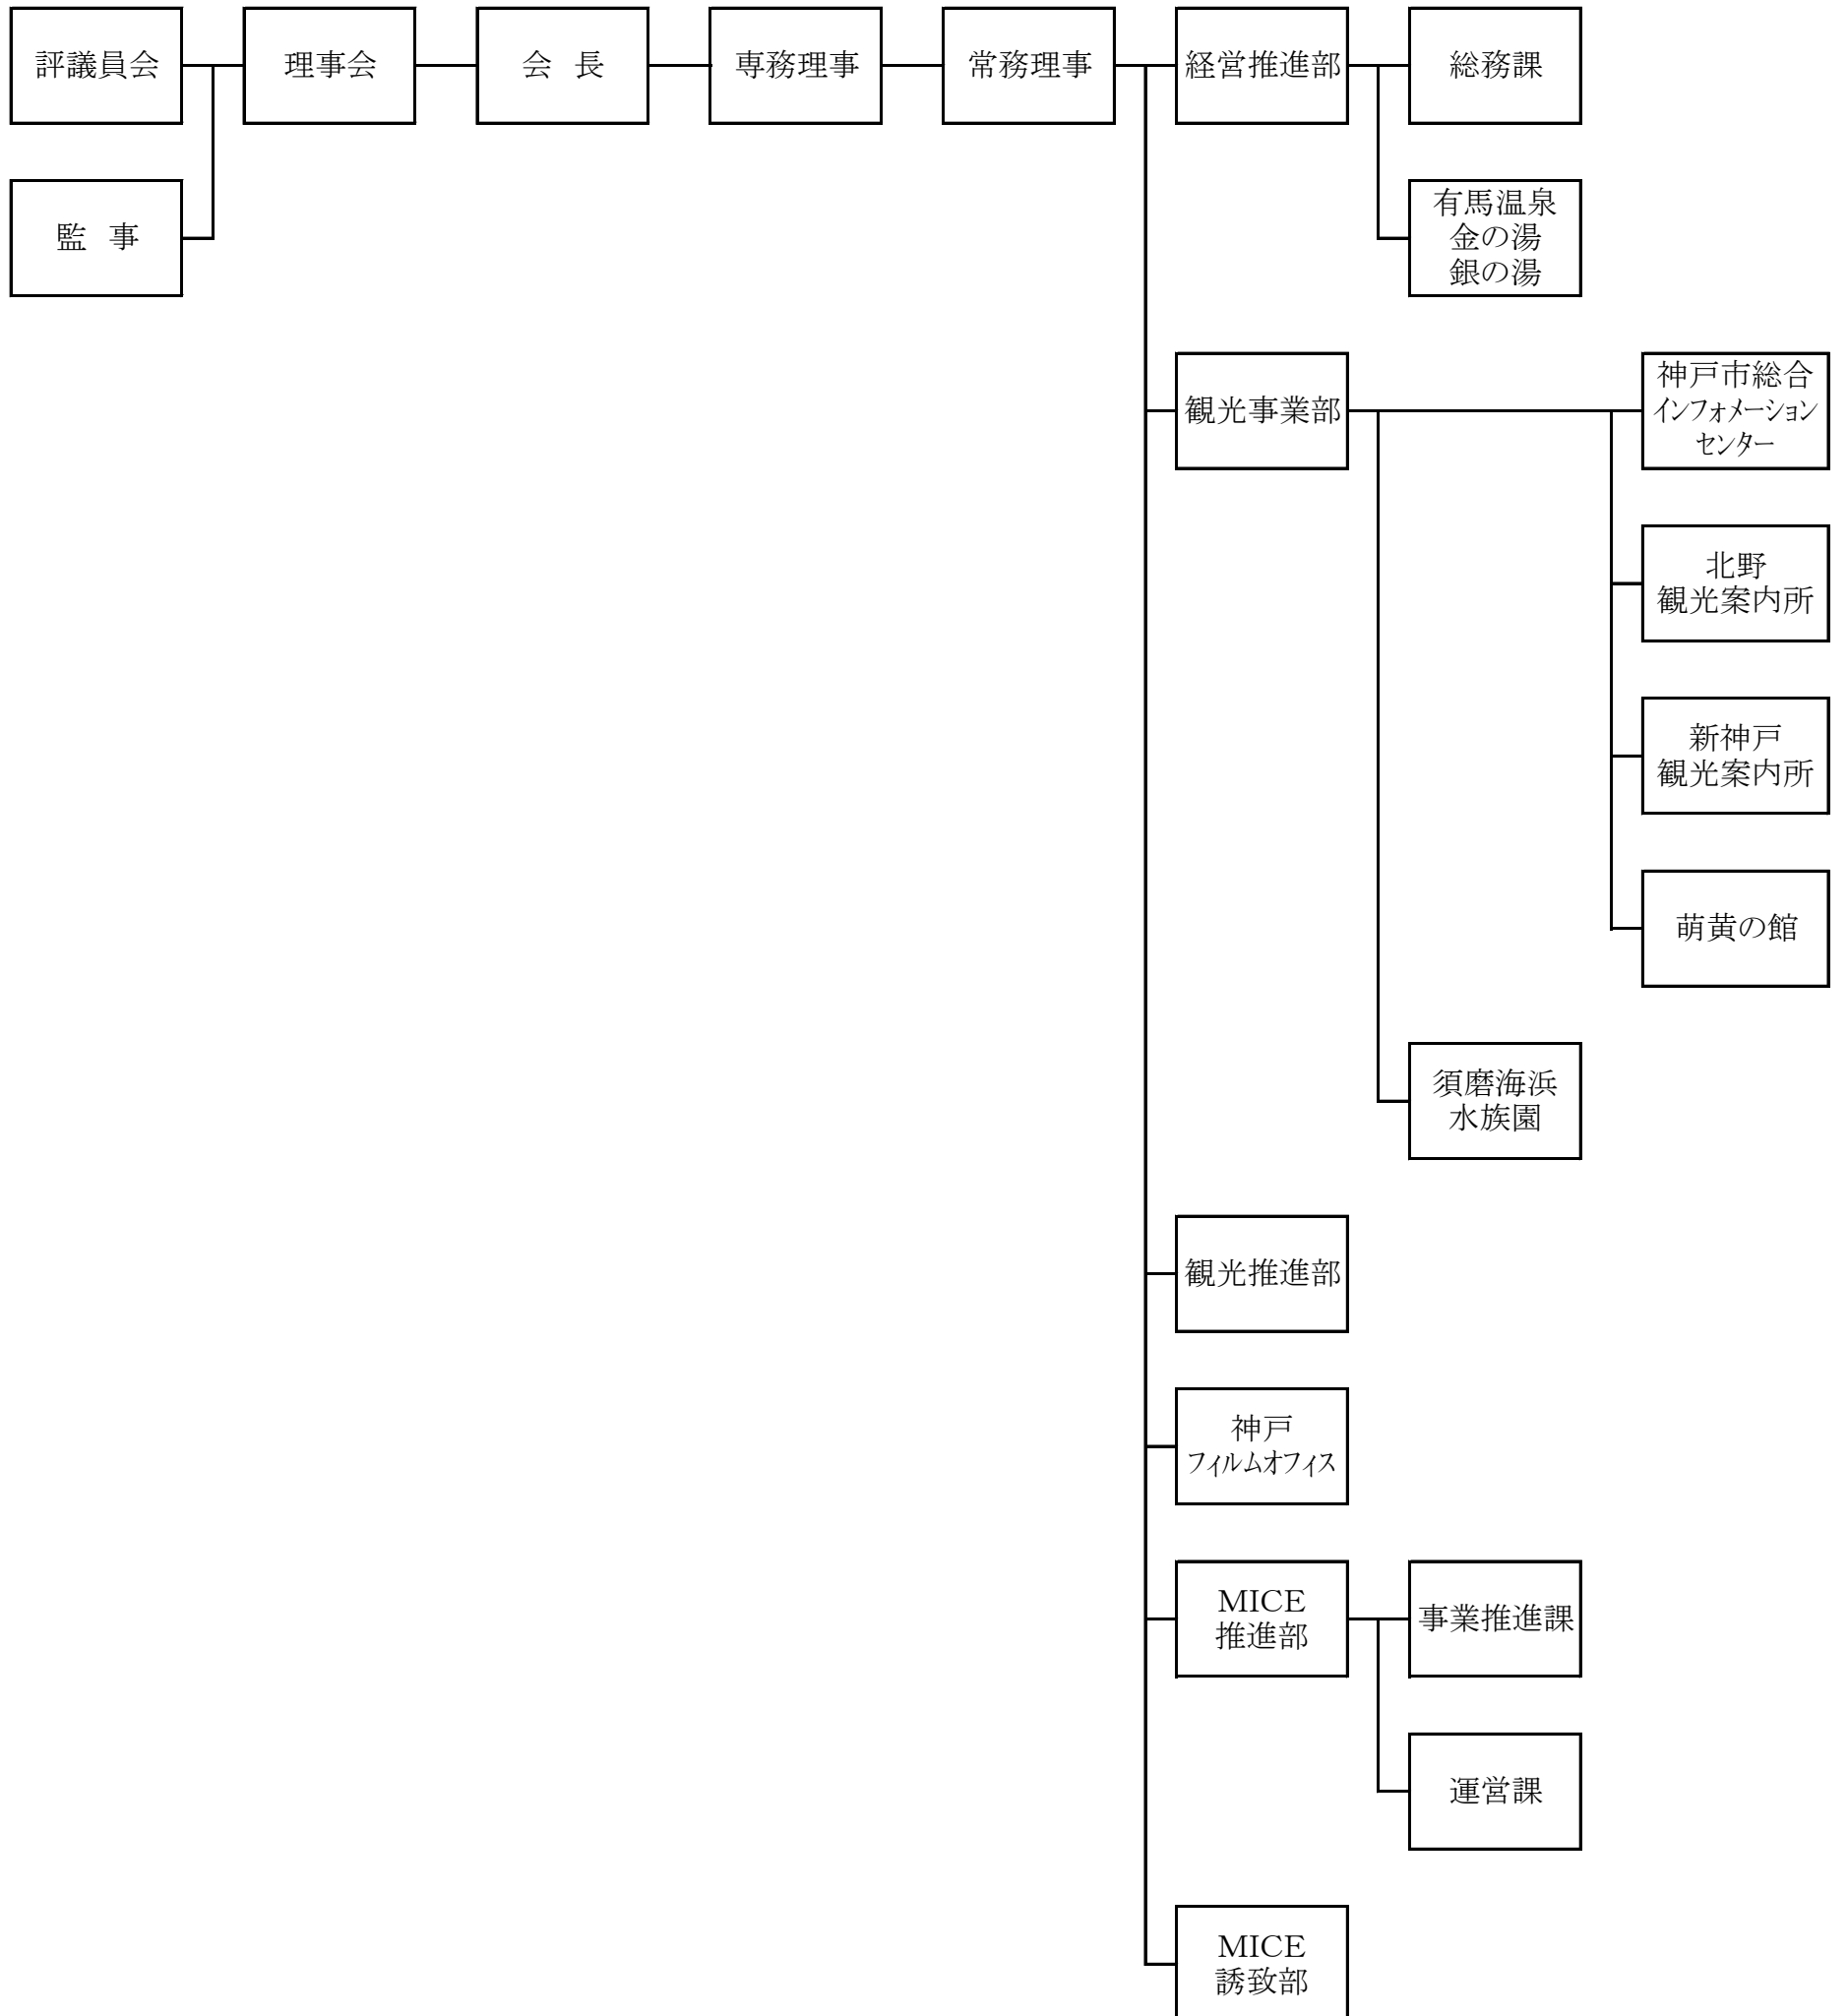 評議員会
理事会
会 長
専務理事
常務理事
経営推進部
総務課
監 事
有馬温泉
金の湯
銀の湯
観光事業部
神戸市総合
インフォメーション
センター
北野
観光案内所
新神戸
観光案内所
萌黄の館
須磨海浜
水族園
観光推進部
神戸
フィルムオフィス
MICE
推進部
事業推進課
運営課
MICE
誘致部